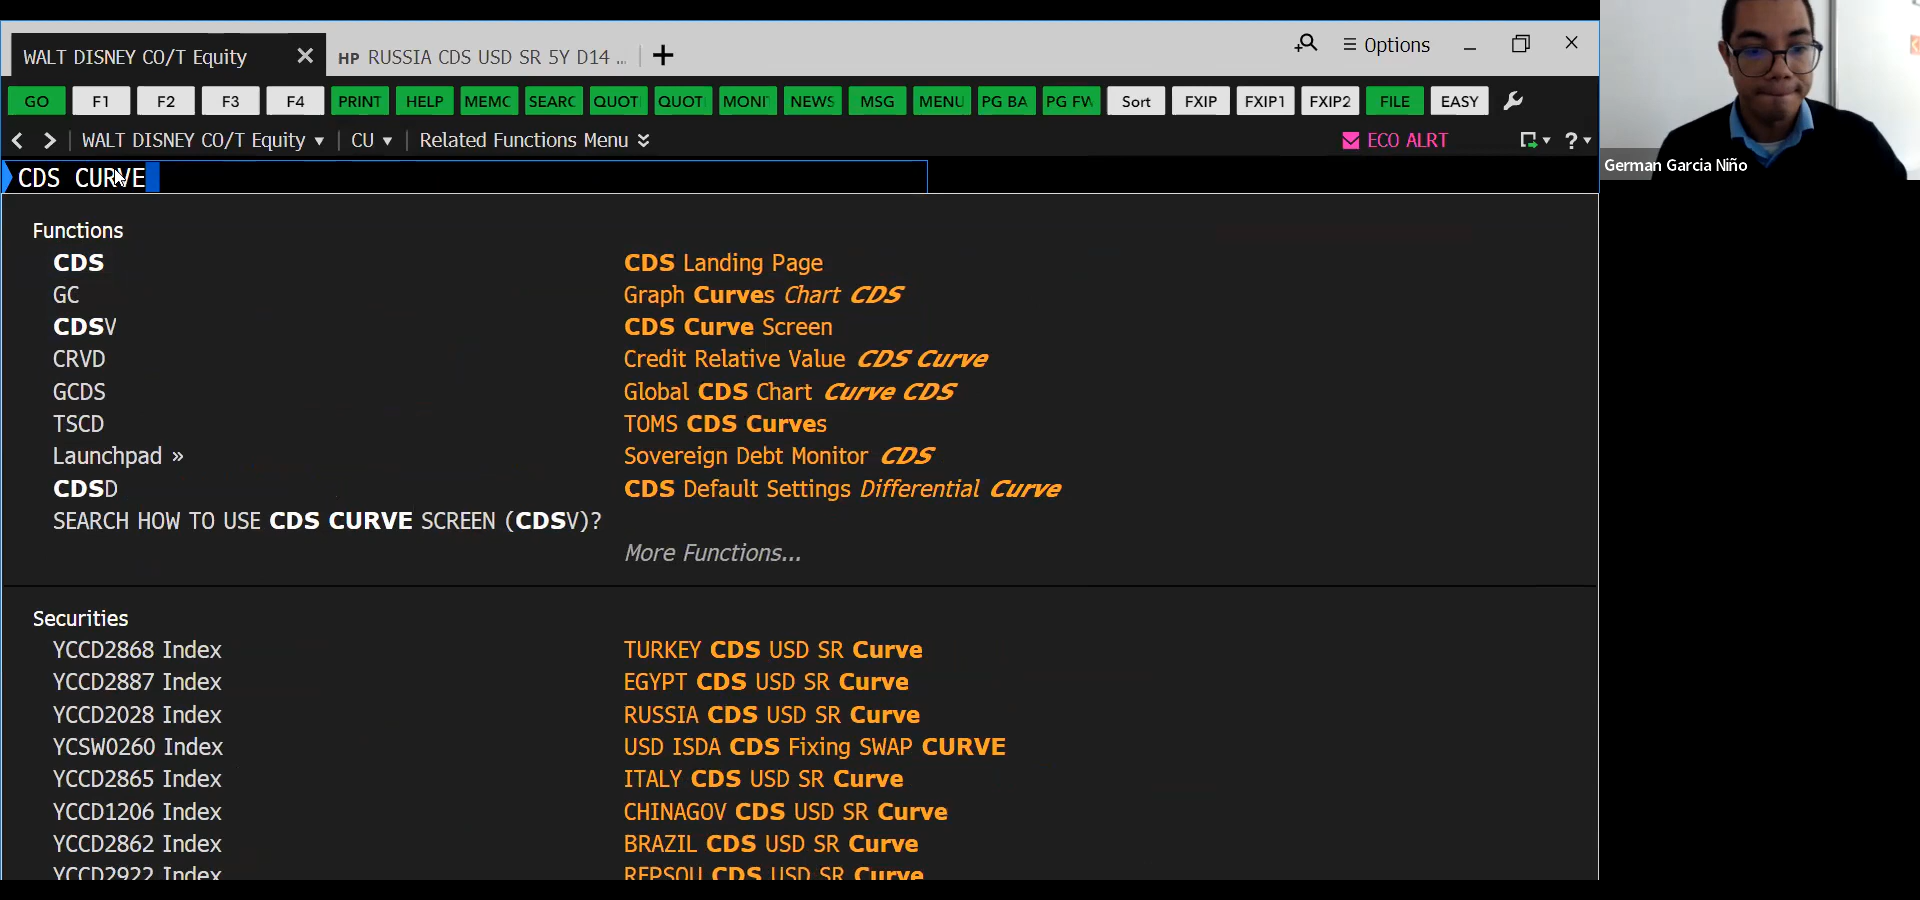 WALT DISNEY CO/T Equity
HP RUSSIA CDS USD SR 5Y D14 ...
Options
GO F1 F2 F3 F4 PRINT HELP MEMC SEARC QUOT QUOT MONI NEWS MSG MENU PG BA PG FW Sort FXIP FXIP1 FXIP2 FILE EASY
WALT DISNEY CO/T Equity CU Related Functions Menu ECO ALRT ?
German Garcia Niño
CDS CURVE
Functions
CDS CDS Landing Page
GC Graph Curves Chart CDS
CDSV CDS Curve Screen
CRVD Credit Relative Value CDS Curve
GCDS Global CDS Chart Curve CDS
TSCD TOMS CDS Curves
Launchpad » Sovereign Debt Monitor CDS
CDSD CDS Default Settings Differential Curve
SEARCH HOW TO USE CDS CURVE SCREEN (CDSV)?
More Functions...
Securities
YCCD2868 Index TURKEY CDS USD SR Curve
YCCD2887 Index EGYPT CDS USD SR Curve
YCCD2028 Index RUSSIA CDS USD SR Curve
YCSW0260 Index USD ISDA CDS Fixing SWAP CURVE
YCCD2865 Index ITALY CDS USD SR Curve
YCCD1206 Index CHINAGOV CDS USD SR Curve
YCCD2862 Index BRAZIL CDS USD SR Curve
YCCD2922 Index CDS USD SR Curve